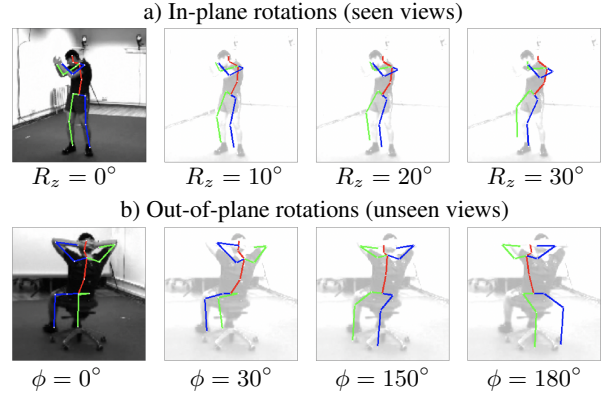 a) In-plane rotations (seen views)
R_z = 0° R_z = 10° R_z = 20° R_z = 30°
b) Out-of-plane rotations (unseen views)
ϕ = 0° ϕ = 30° ϕ = 150° ϕ = 180°